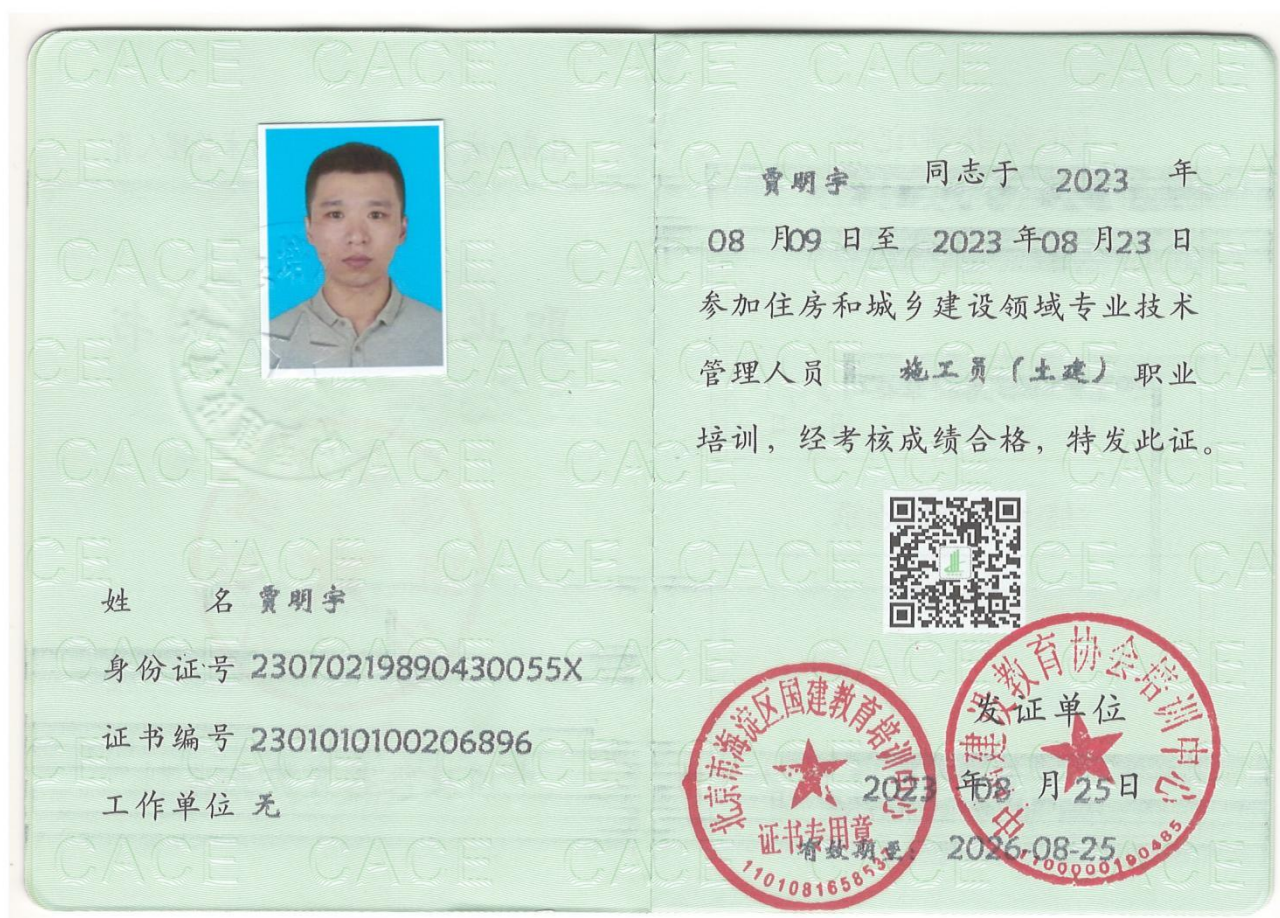 姓 名 贾明宇
身份证号 23070219890430055X
证书编号 2301010100206896
工作单位 无
贾明宇 同志于 2023 年
08 月09 日至 2023 年08 月23 日
参加住房和城乡建设领域专业技术
管理人员 施工员（土建） 职业
培训，经考核成绩合格，特发此证。
发证单位
2023 年08 月25日
有效期至：2026-08-25
北京市海淀区国建教育培训中心
证书专用章
中国建设教育协会培训中心
1100000190485
CACE